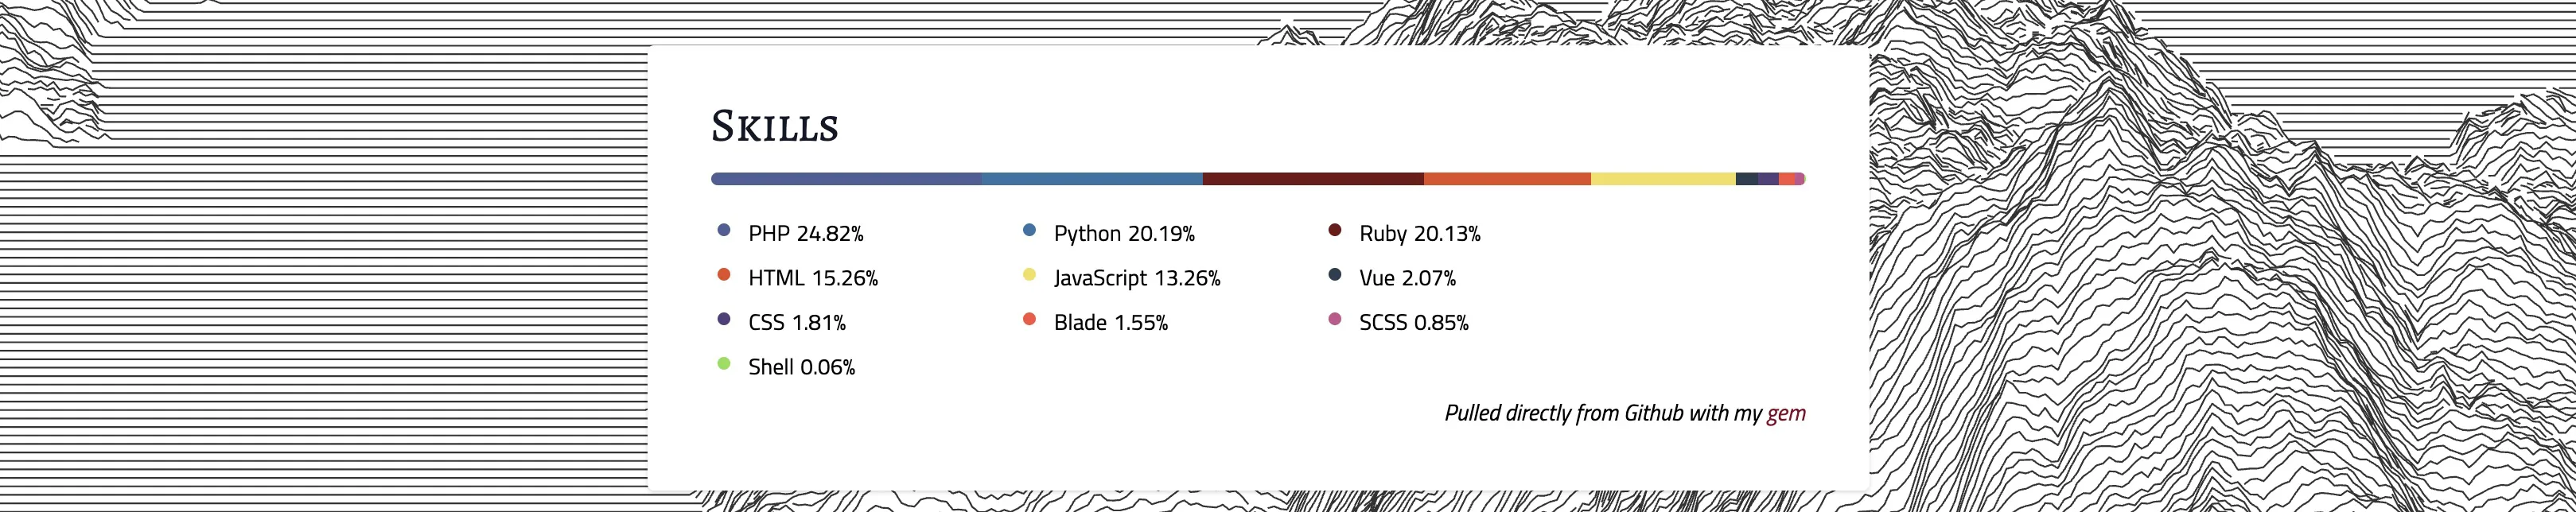 Skills
PHP 24.82% Python 20.19% Ruby 20.13%
HTML 15.26% JavaScript 13.26% Vue 2.07%
CSS 1.81% Blade 1.55% SCSS 0.85%
Shell 0.06%
Pulled directly from Github with my gem